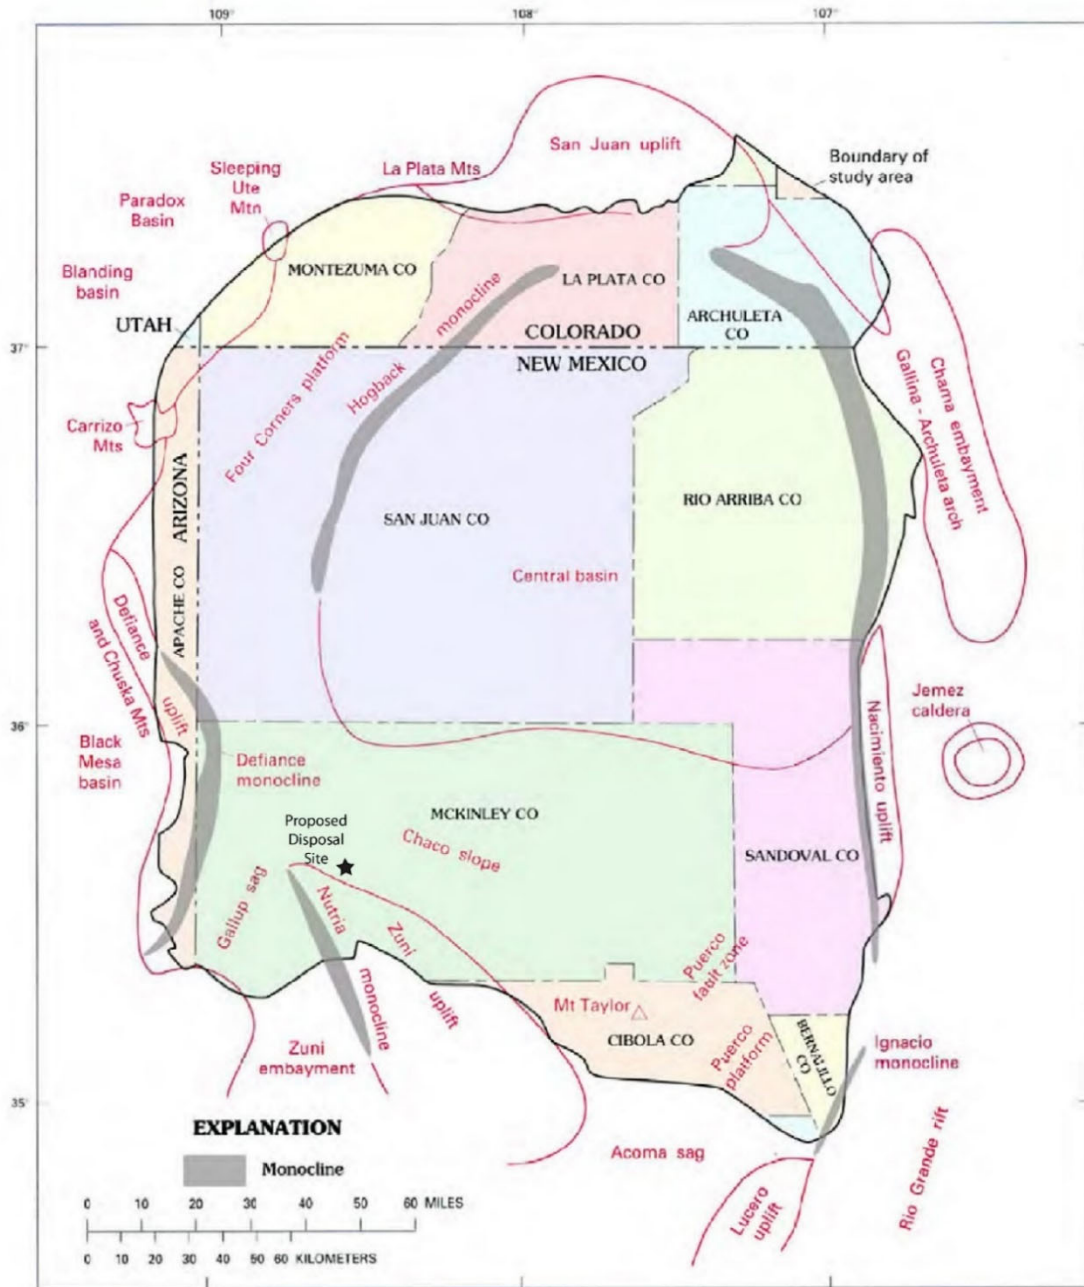 109°
108°
107°
San Juan uplift
Boundary of
study area
La Plata Mts
Sleeping
Ute
Mtn
Paradox
Basin
MONTEZUMA CO
LA PLATA CO
Blanding
basin
UTAH
ARCHULETA
CO
COLORADO
37°
NEW MEXICO
Hogback monocline
Four Corners platform
Chama embayment
Gallina - Archuleta arch
Carrizo
Mts
ARIZONA
APACHE CO
SAN JUAN CO
RIO ARRIBA CO
Central basin
Defiance uplift
and Chuska Mts
Jemez
caldera
36°
Black
Mesa
basin
Defiance
monocline
Nacimiento uplift
MCKINLEY CO
Proposed
Disposal
Site
Chaco slope
SANDOVAL CO
Gallup sag
Nutria monocline
Zuni uplift
Puerco
fault zone
Mt Taylor
CIBOLA CO
Puerco
platform
BERNALILLO
CO
Ignacio
monocline
Zuni
embayment
35°
EXPLANATION
Monocline
Acoma sag
Lucero
uplift
Rio Grande rift
0 10 20 30 40 50 60 MILES
0 10 20 30 40 50 60 KILOMETERS